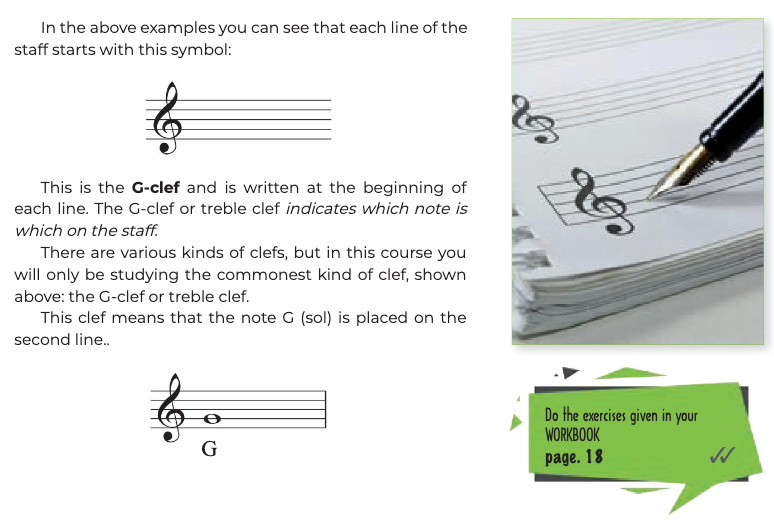 In the above examples you can see that each line of the
staff starts with this symbol:
This is the G-clef and is written at the beginning of
each line. The G-clef or treble clef indicates which note is
which on the staff.
There are various kinds of clefs, but in this course you
will only be studying the commonest kind of clef, shown
above: the G-clef or treble clef.
This clef means that the note G (sol) is placed on the
second line..
G
Do the exercises given in your
WORKBOOK
page. 18